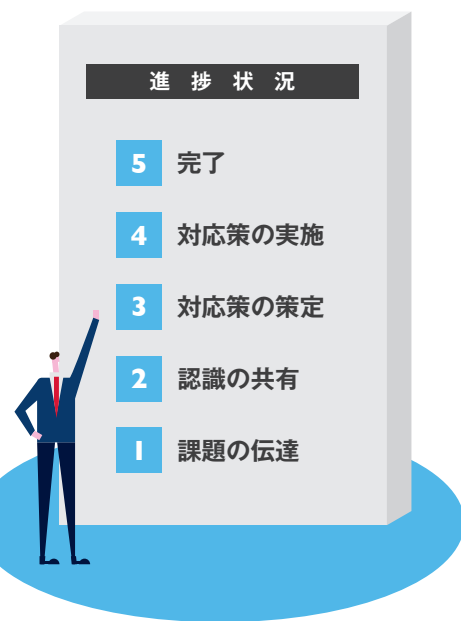 進捗状況
5 完了
4 対応策の実施
3 対応策の策定
2 認識の共有
1 課題の伝達